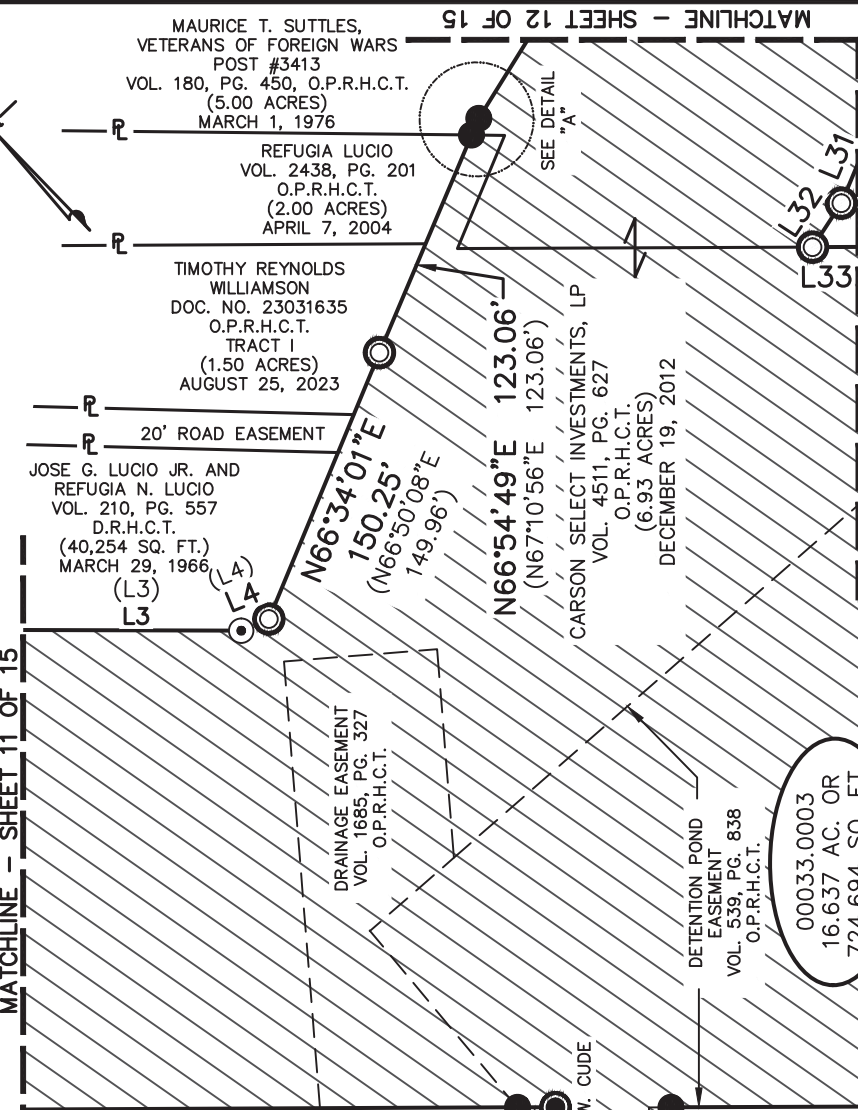 MATCHLINE - SHEET 12 OF 15
MAURICE T. SUTTLES,
VETERANS OF FOREIGN WARS
POST #3413
VOL. 180, PG. 450, O.P.R.H.C.T.
(5.00 ACRES)
MARCH 1, 1976
SEE DETAIL
"A"
REFUGIA LUCIO
VOL. 2438, PG. 201
O.P.R.H.C.T.
(2.00 ACRES)
APRIL 7, 2004
TIMOTHY REYNOLDS
WILLIAMSON
DOC. NO. 23031635
O.P.R.H.C.T.
TRACT I
(1.50 ACRES)
AUGUST 25, 2023
20' ROAD EASEMENT
JOSE G. LUCIO JR. AND
REFUGIA N. LUCIO
VOL. 210, PG. 557
D.R.H.C.T.
(40,254 SQ. FT.)
MARCH 29, 1966
(L3)
L3
(L4)
L4
N66°34'01"E
150.25'
(N66°50'08"E
149.96')
N66°54'49"E 123.06'
(N67°10'56"E 123.06')
CARSON SELECT INVESTMENTS, LP
VOL. 4511, PG. 627
O.P.R.H.C.T.
(6.93 ACRES)
DECEMBER 19, 2012
L31
L32
L33
MATCHLINE - SHEET 11 OF 15
DRAINAGE EASEMENT
VOL. 1685, PG. 327
O.P.R.H.C.T.
DETENTION POND
EASEMENT
VOL. 539, PG. 838
O.P.R.H.C.T.
00033.0003
16.637 AC. OR
724,694 SQ. FT.
W. CUDE